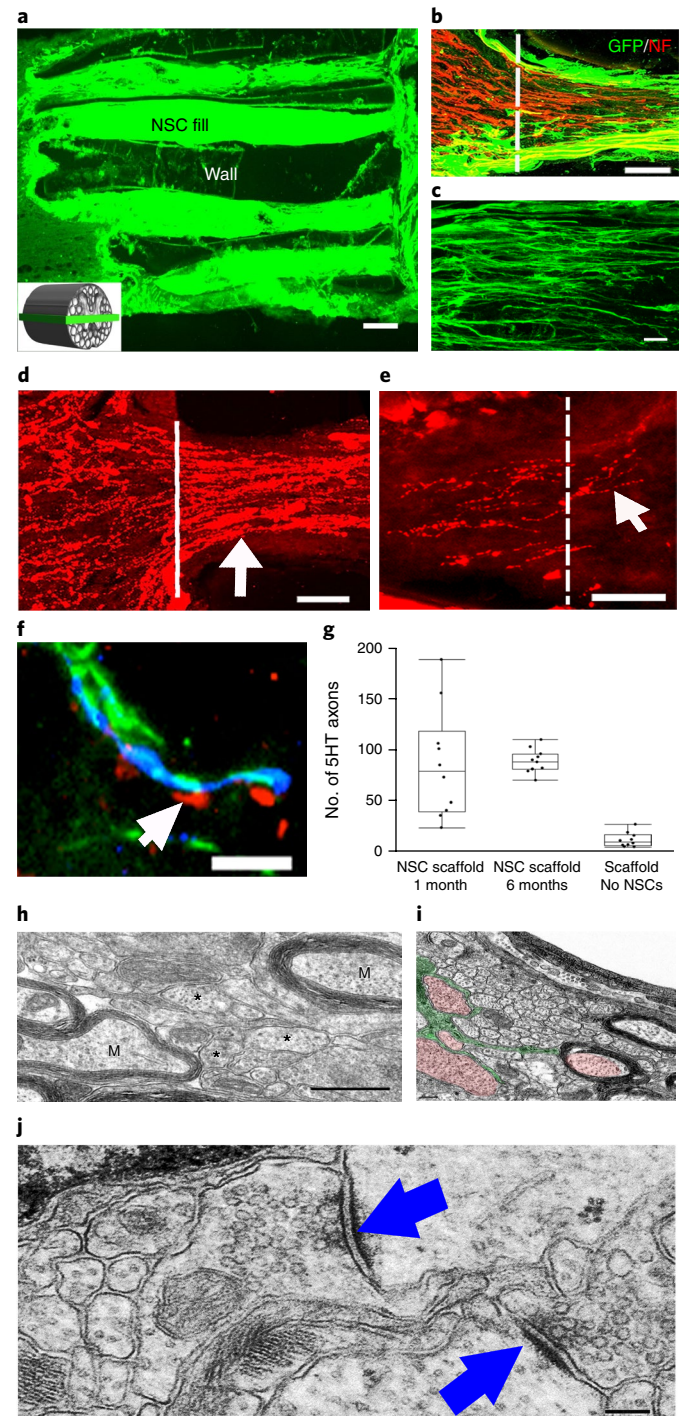 a
NSC fill
Wall
b
GFP/NF
c
d
e
f
g
No. of 5HT axons
200
150
100
50
0
NSC scaffold
1 month
NSC scaffold
6 months
Scaffold
No NSCs
h
M
*
*
M
*
i
j